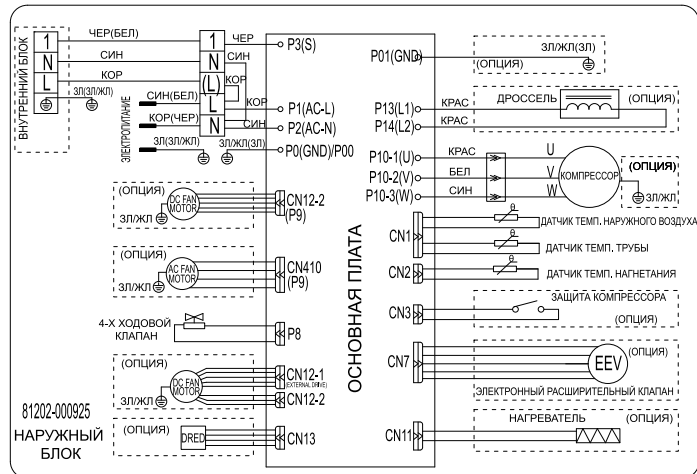 ВНУТРЕННИЙ БЛОК
1
N
L
ЧЕР(БЕЛ)
СИН
КОР
ЗЛ(ЗЛ/ЖЛ)
1
N
(L)
L
N
ЧЕР
СИН
КОР
КОР
СИН
ЭЛЕКТРОПИТАНИЕ
СИН(БЕЛ)
КОР(ЧЕР)
ЗЛ(ЗЛ/ЖЛ)
ЗЛ/ЖЛ(ЗЛ)
P3(S)
P1(AC-L)
P2(AC-N)
P0(GND)/P00
(ОПЦИЯ)
DC FAN
MOTOR
ЗЛ/ЖЛ
CN12-2
(P9)
(ОПЦИЯ)
AC FAN
MOTOR
ЗЛ/ЖЛ
CN410
(P9)
4-Х ХОДОВОЙ
КЛАПАН
P8
(ОПЦИЯ)
DC FAN
MOTOR
ЗЛ/ЖЛ
CN12-1
(EXTERNAL DRIVE)
CN12-2
(ОПЦИЯ)
DRED
CN13
81202-000925
НАРУЖНЫЙ
БЛОК
ОСНОВНАЯ ПЛАТА
P01(GND)
ЗЛ/ЖЛ(ЗЛ)
(ОПЦИЯ)
P13(L1)
P14(L2)
КРАС
КРАС
ДРОССЕЛЬ
(ОПЦИЯ)
P10-1(U)
P10-2(V)
P10-3(W)
КРАС
БЕЛ
СИН
U
V
W
КОМПРЕССОР
(ОПЦИЯ)
ЗЛ/ЖЛ
CN1
θ
ДАТЧИК ТЕМП. НАРУЖНОГО ВОЗДУХА
θ
ДАТЧИК ТЕМП. ТРУБЫ
CN2
θ
ДАТЧИК ТЕМП. НАГНЕТАНИЯ
CN3
ЗАЩИТА КОМПРЕССОРА
(ОПЦИЯ)
CN7
EEV
(ОПЦИЯ)
ЭЛЕКТРОННЫЙ РАСШИРИТЕЛЬНЫЙ КЛАПАН
CN11
НАГРЕВАТЕЛЬ
(ОПЦИЯ)